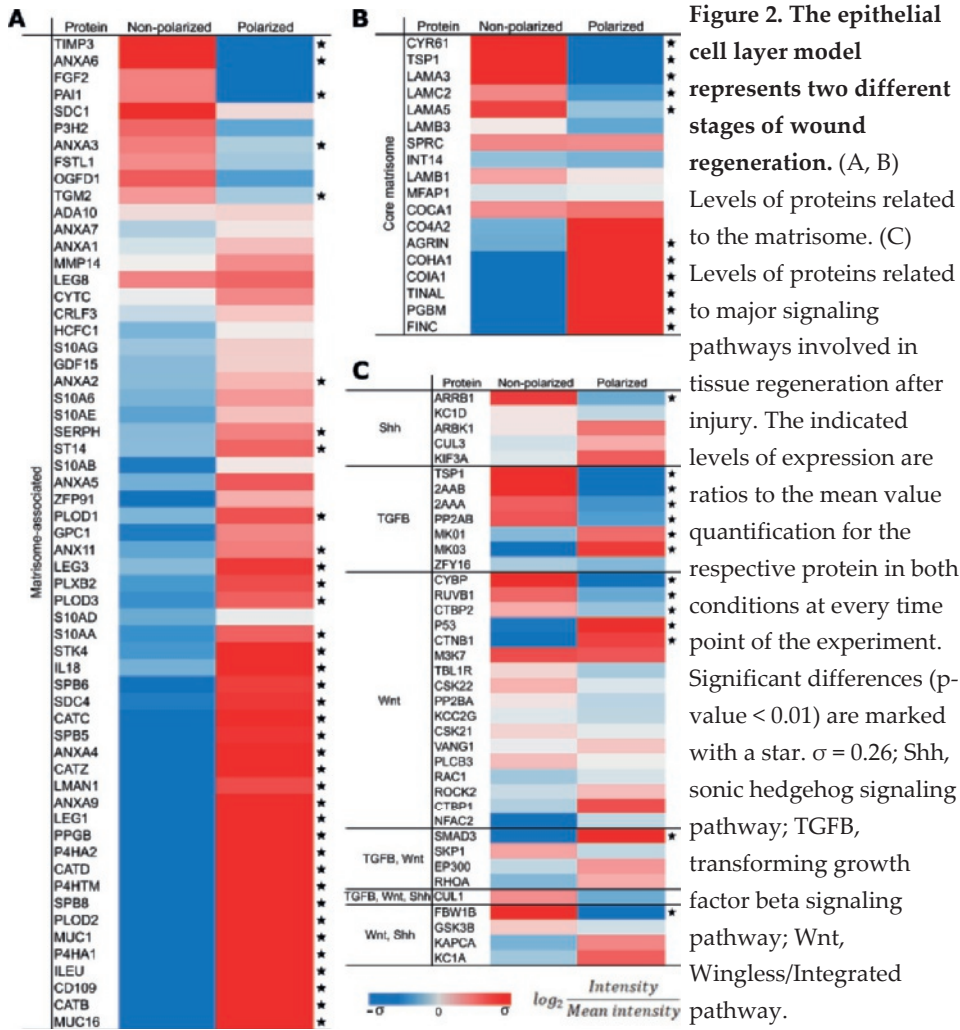 A
Protein Non-polarized Polarized
Matrisome-associated
TIMP3 ★
ANXA6 ★
FGF2
PAI1 ★
SDC1
P3H2
ANXA3 ★
FSTL1
OGFD1
TGM2 ★
ADA10
ANXA7
ANXA1
MMP14
LEG8
CYTC
CRLF3
HCFC1
S10AG
GDF15
ANXA2 ★
S10A6
S10AE
SERPH ★
ST14 ★
S10AB
ANXA5
ZFP91
PLOD1 ★
GPC1
ANX11 ★
LEG3 ★
PLXB2 ★
PLOD3 ★
S10AD
S10AA ★
STK4 ★
IL18 ★
SPB6 ★
SDC4 ★
CATC ★
SPB5 ★
ANXA4 ★
CATZ ★
LMAN1 ★
ANXA9 ★
LEG1 ★
PPGB ★
P4HA2 ★
CATD ★
P4HTM ★
SPB8 ★
PLOD2 ★
MUC1 ★
P4HA1 ★
ILEU ★
CD109 ★
CATB ★
MUC16 ★
B
Protein Non-polarized Polarized
Core matrisome
CYR61 ★
TSP1 ★
LAMA3 ★
LAMC2 ★
LAMA5 ★
LAMB3
SPRC
INT14
LAMB1
MFAP1
COCA1
CO4A2
AGRIN ★
COHA1 ★
COIA1 ★
TINAL ★
PGBM ★
FINC ★
C
Protein Non-polarized Polarized
Shh
ARRB1 ★
KC1D
ARBK1
CUL3
KIF3A
TGFB
TSP1 ★
2AAB ★
2AAA ★
PP2AB ★
MK01 ★
MK03 ★
ZFY16
Wnt
CYBP ★
RUVB1 ★
CTBP2 ★
P53 ★
CTNB1 ★
M3K7
TBL1R
CSK22
PP2BA
KCC2G
CSK21
VANG1
PLCB3
RAC1
ROCK2
CTBP1
NFAC2
TGFB, Wnt
SMAD3 ★
SKP1
EP300
RHOA
TGFB, Wnt, Shh CUL1
Wnt, Shh
FBW1B ★
GSK3B
KAPCA
KC1A
-σ 0 σ
log₂ Intensity / Mean intensity
Figure 2. The epithelial
cell layer model
represents two different
stages of wound
regeneration. (A, B)
Levels of proteins related
to the matrisome. (C)
Levels of proteins related
to major signaling
pathways involved in
tissue regeneration after
injury. The indicated
levels of expression are
ratios to the mean value
quantification for the
respective protein in both
conditions at every time
point of the experiment.
Significant differences (p-
value < 0.01) are marked
with a star. σ = 0.26; Shh,
sonic hedgehog signaling
pathway; TGFB,
transforming growth
factor beta signaling
pathway; Wnt,
Wingless/Integrated
pathway.